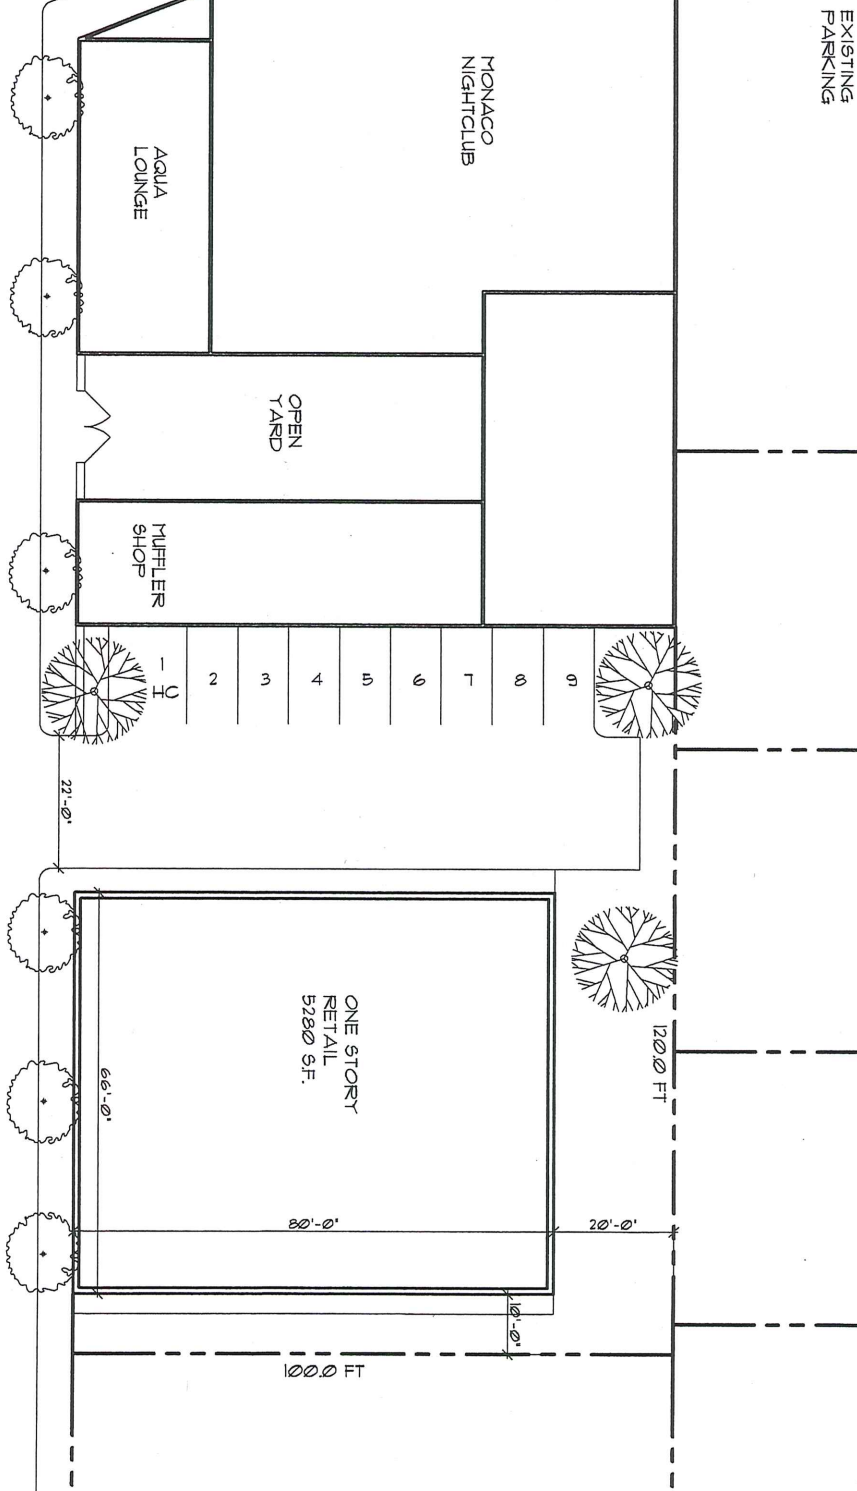 EXISTING
PARKING
MONACO
NIGHTCLUB
AQUA
LOUNGE
OPEN
YARD
MUFFLER
SHOP
1
HC
2
3
4
5
6
7
8
9
22'-0"
120.0 FT
ONE STORY
RETAIL
5280 S.F.
66'-0"
80'-0"
20'-0"
10'-0"
100.0 FT